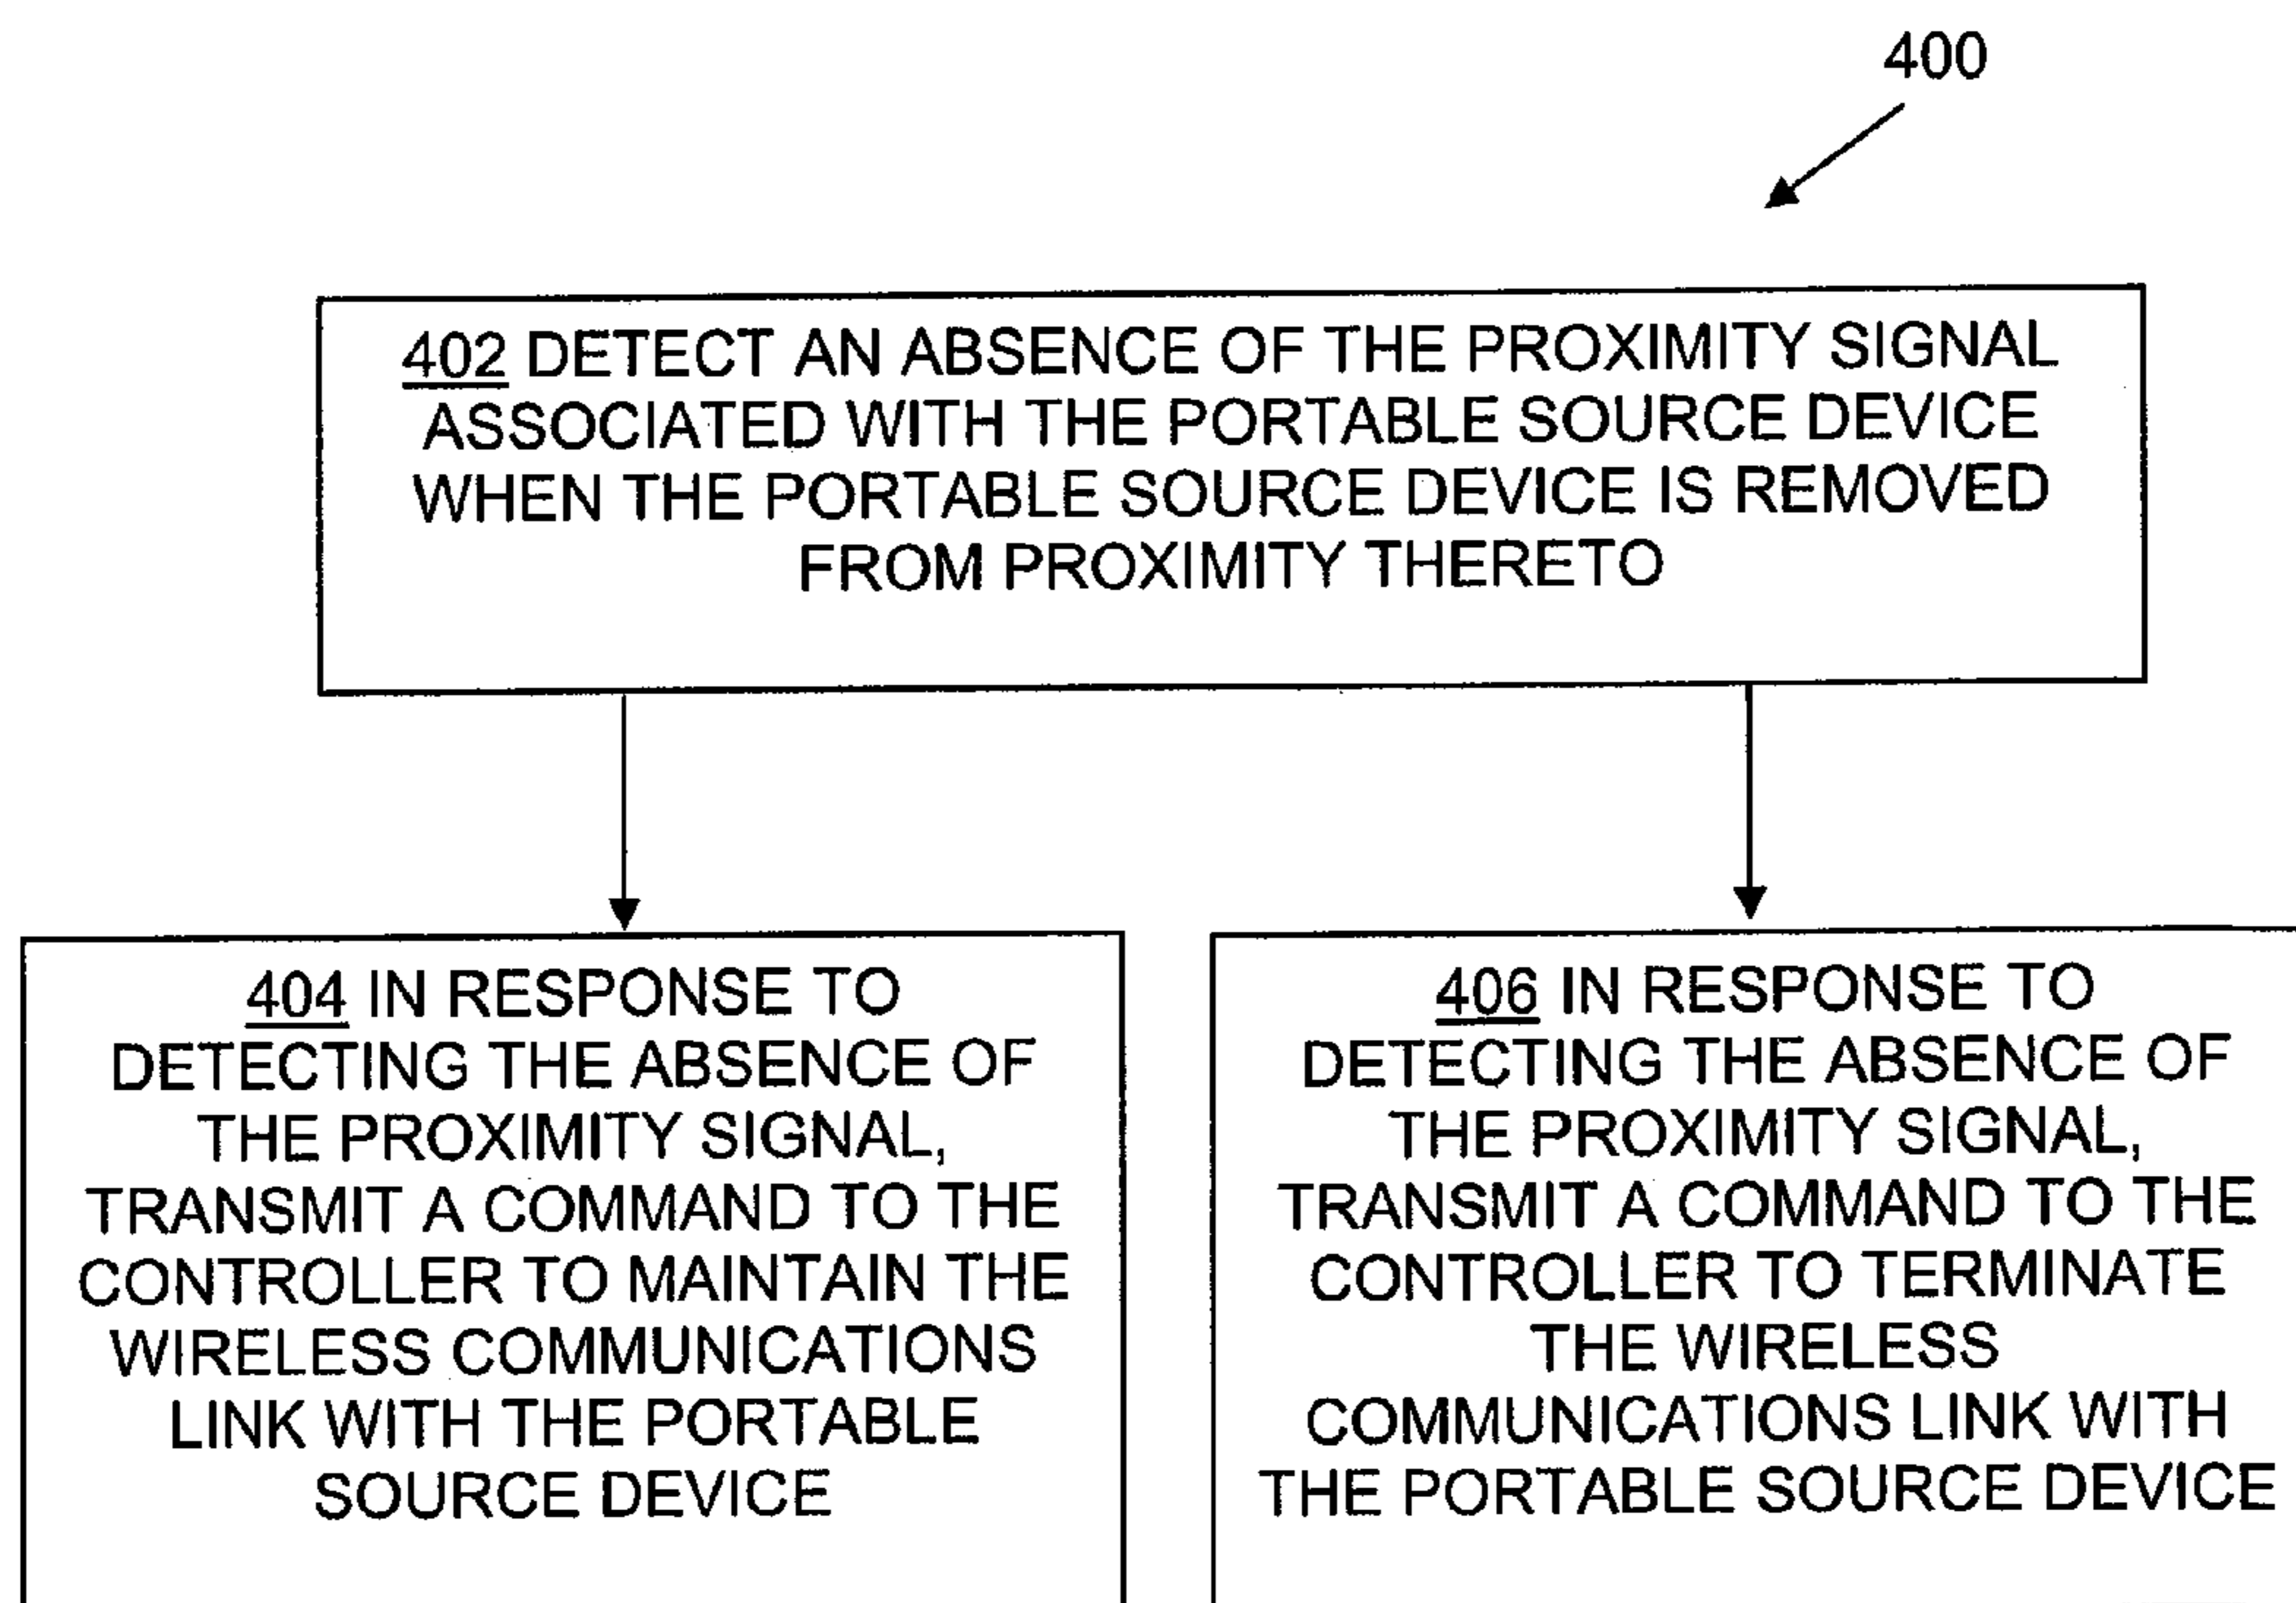 400
402 DETECT AN ABSENCE OF THE PROXIMITY SIGNAL
ASSOCIATED WITH THE PORTABLE SOURCE DEVICE
WHEN THE PORTABLE SOURCE DEVICE IS REMOVED
FROM PROXIMITY THERETO
404 IN RESPONSE TO
DETECTING THE ABSENCE OF
THE PROXIMITY SIGNAL,
TRANSMIT A COMMAND TO THE
CONTROLLER TO MAINTAIN THE
WIRELESS COMMUNICATIONS
LINK WITH THE PORTABLE
SOURCE DEVICE
406 IN RESPONSE TO
DETECTING THE ABSENCE OF
THE PROXIMITY SIGNAL,
TRANSMIT A COMMAND TO THE
CONTROLLER TO TERMINATE
THE WIRELESS
COMMUNICATIONS LINK WITH
THE PORTABLE SOURCE DEVICE